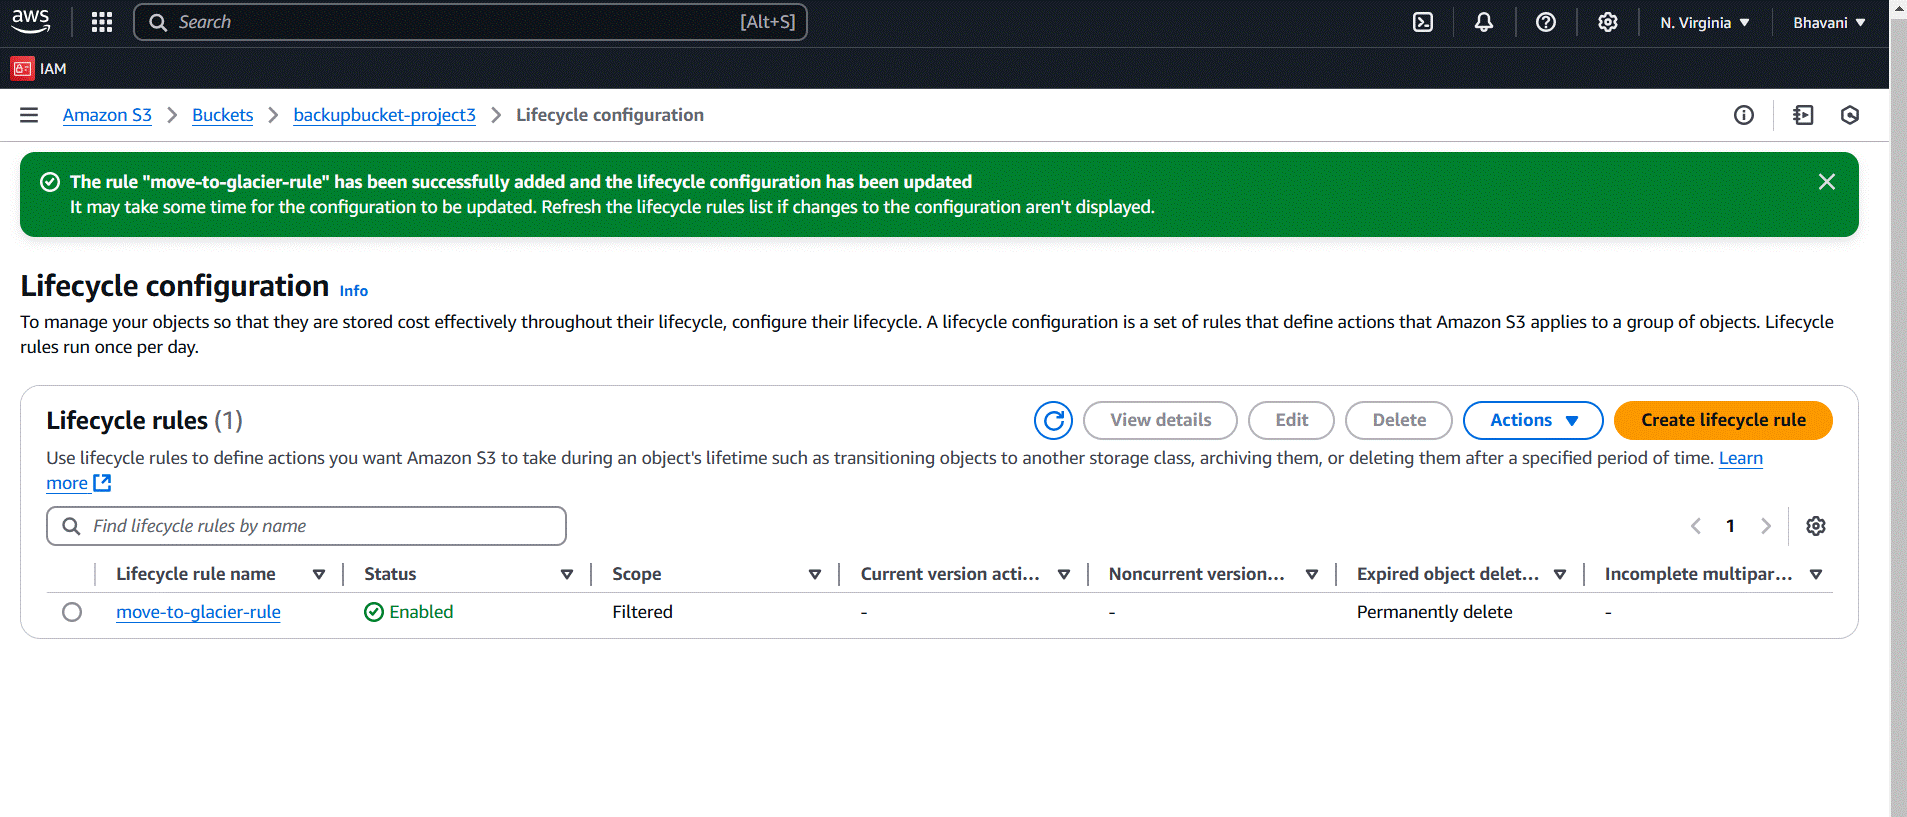 aws
Search [Alt+S] N. Virginia Bhavani
IAM
Amazon S3 Buckets backupbucket-project3 Lifecycle configuration
The rule "move-to-glacier-rule" has been successfully added and the lifecycle configuration has been updated
It may take some time for the configuration to be updated. Refresh the lifecycle rules list if changes to the configuration aren't displayed.
Lifecycle configuration Info
To manage your objects so that they are stored cost effectively throughout their lifecycle, configure their lifecycle. A lifecycle configuration is a set of rules that define actions that Amazon S3 applies to a group of objects. Lifecycle
rules run once per day.
Lifecycle rules (1) View details Edit Delete Actions Create lifecycle rule
Use lifecycle rules to define actions you want Amazon S3 to take during an object's lifetime such as transitioning objects to another storage class, archiving them, or deleting them after a specified period of time. Learn
more
Find lifecycle rules by name 1
Lifecycle rule name Status Scope Current version acti... Noncurrent version... Expired object delet... Incomplete multipar...
move-to-glacier-rule Enabled Filtered - - Permanently delete -